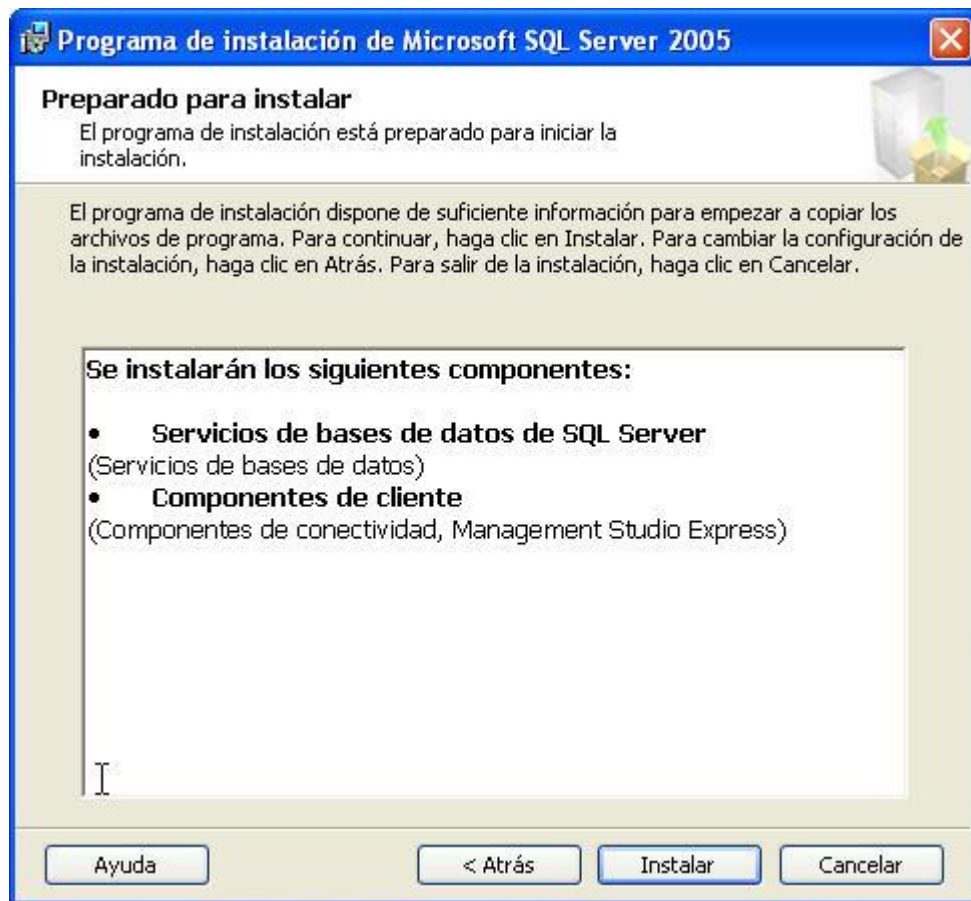 Programa de instalación de Microsoft SQL Server 2005
Preparado para instalar
El programa de instalación está preparado para iniciar la
instalación.
El programa de instalación dispone de suficiente información para empezar a copiar los
archivos de programa. Para continuar, haga clic en Instalar. Para cambiar la configuración de
la instalación, haga clic en Atrás. Para salir de la instalación, haga clic en Cancelar.
Se instalarán los siguientes componentes:
• Servicios de bases de datos de SQL Server
(Servicios de bases de datos)
• Componentes de cliente
(Componentes de conectividad, Management Studio Express)
Ayuda
< Atrás
Instalar
Cancelar